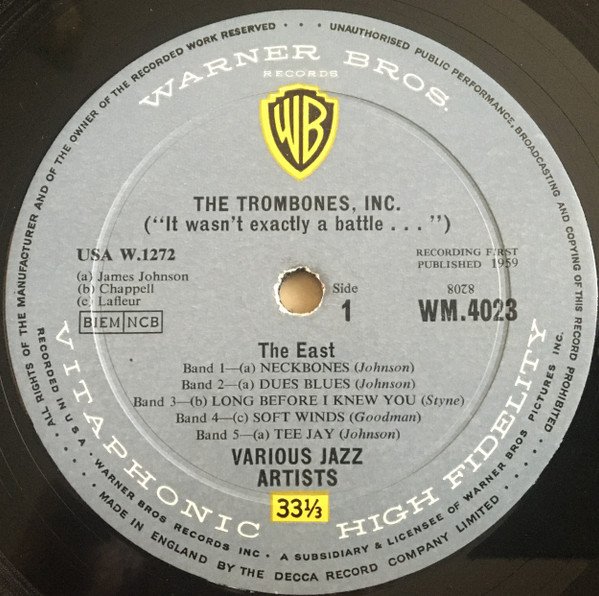 ALL RIGHTS OF THE MANUFACTURER AND OF THE OWNER OF THE RECORDED WORK RESERVED · · · UNAUTHORISED PUBLIC PERFORMANCE, BROADCASTING AND COPYING OF THIS RECORD PROHIBITED
WARNER BROS.
RECORDS
WB
THE TROMBONES, INC.
("It wasn't exactly a battle . . . ")
USA W.1272
(a) James Johnson
(b) Chappell
(c) Lafleur
BIEM NCB
RECORDING FIRST
PUBLISHED 1959
Side
1
8028
WM.4023
The East
Band 1—(a) NECKBONES (Johnson)
Band 2—(a) DUES BLUES (Johnson)
Band 3—(b) LONG BEFORE I KNEW YOU (Styne)
Band 4—(c) SOFT WINDS (Goodman)
Band 5—(a) TEE JAY (Johnson)
VARIOUS JAZZ
ARTISTS
33⅓
VITAPHONIC HIGH FIDELITY
RECORDED IN U.S.A · WARNER BROS RECORDS INC · A SUBSIDIARY & LICENSEE OF WARNER BROS PICTURES INC.
MADE IN ENGLAND BY THE DECCA RECORD COMPANY LIMITED